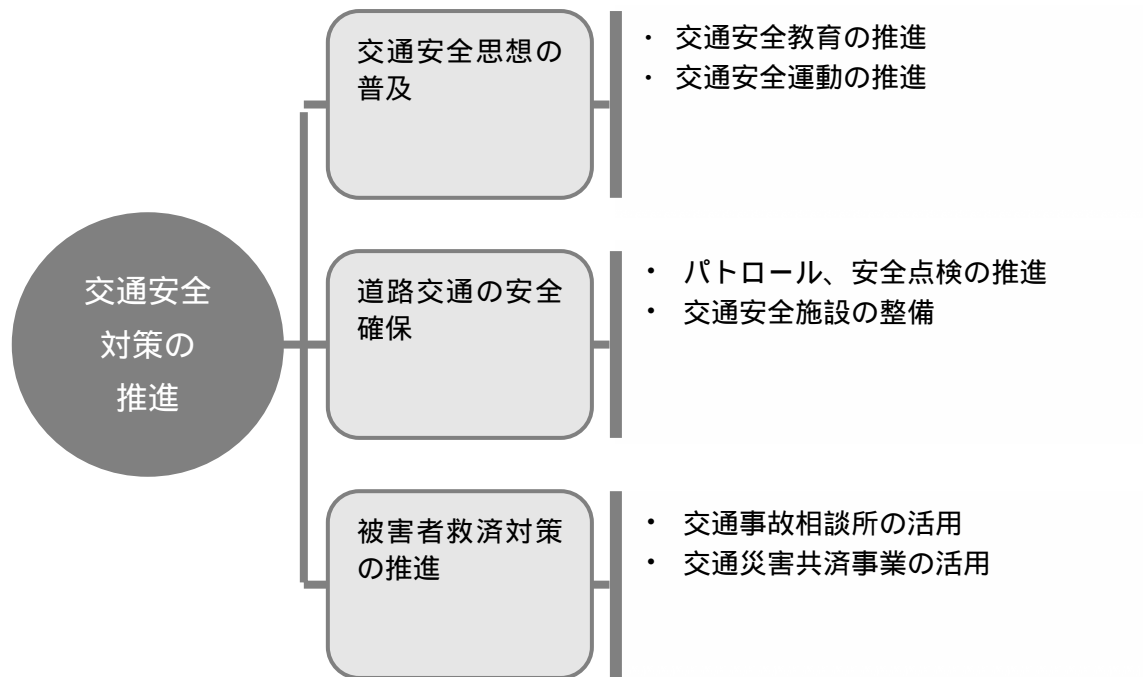 交通安全
対策の
推進
交通安全思想の
普及
・ 交通安全教育の推進
・ 交通安全運動の推進
道路交通の安全
確保
・ パトロール、安全点検の推進
・ 交通安全施設の整備
被害者救済対策
の推進
・ 交通事故相談所の活用
・ 交通災害共済事業の活用